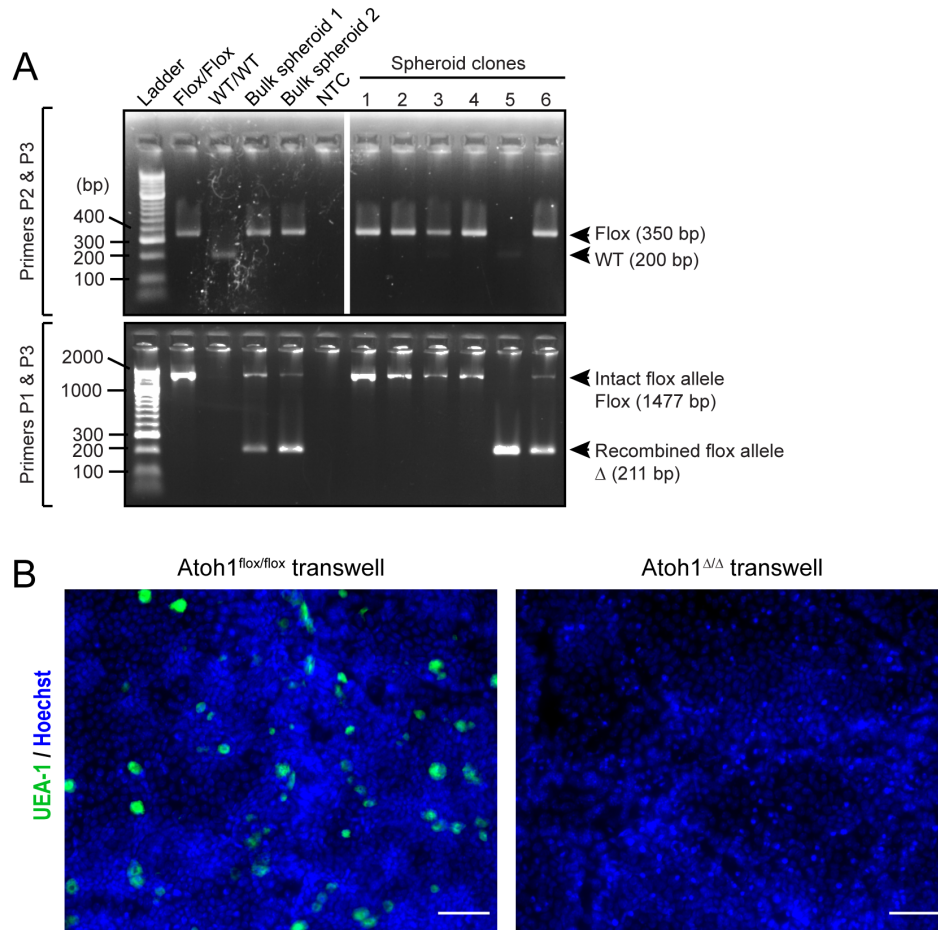 A
Ladder
Flox/Flox
WT/WT
Bulk spheroid 1
Bulk spheroid 2
NTC
Spheroid clones
1 2 3 4 5 6
Primers P2 & P3
(bp)
400
300
200
100
Flox (350 bp)
WT (200 bp)
Primers P1 & P3
2000
1000
300
200
100
Intact flox allele
Flox (1477 bp)
Recombined flox allele
Δ (211 bp)
B
Atoh1flox/flox transwell
Atoh1Δ/Δ transwell
UEA-1 / Hoechst